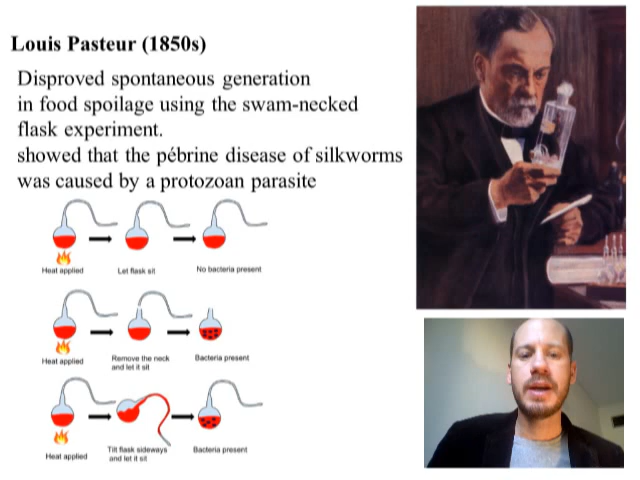 Louis Pasteur (1850s)
Disproved spontaneous generation
in food spoilage using the swam-necked
flask experiment.
showed that the pébrine disease of silkworms
was caused by a protozoan parasite
Heat applied
Let flask sit
No bacteria present
Heat applied
Remove the neck
and let it sit
Bacteria present
Heat applied
Tilt flask sideways
and let it sit
Bacteria present